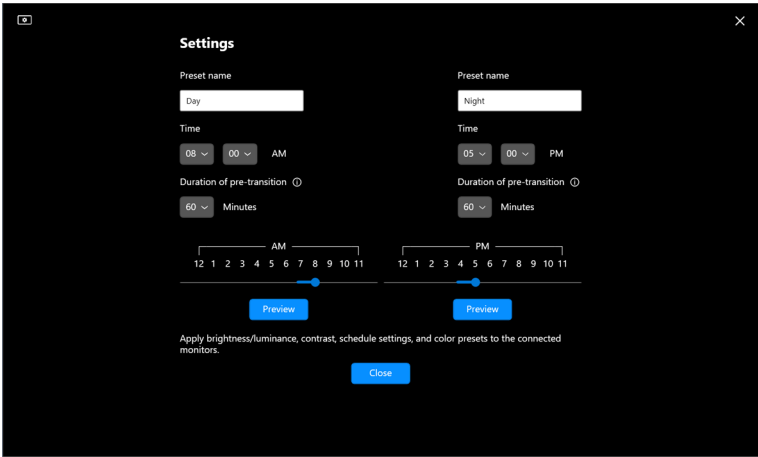 Settings
Preset name
Preset name
Day
Night
Time
Time
08 00 AM
05 00 PM
Duration of pre-transition
Duration of pre-transition
60 Minutes
60 Minutes
AM
PM
12 1 2 3 4 5 6 7 8 9 10 11
12 1 2 3 4 5 6 7 8 9 10 11
Preview
Preview
Apply brightness/luminance, contrast, schedule settings, and color presets to the connected
monitors.
Close